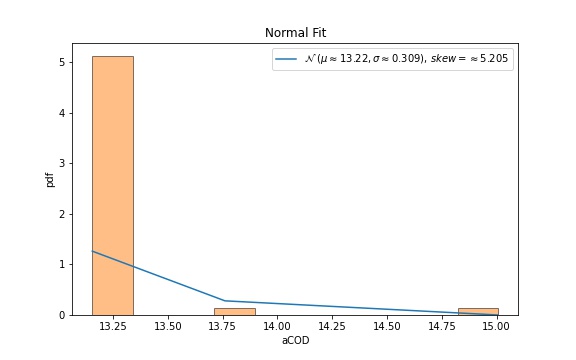 Normal Fit
𝒩(μ≈13.22, σ≈0.309), skew=≈5.205
5
4
3
2
1
0
pdf
13.25 13.50 13.75 14.00 14.25 14.50 14.75 15.00
aCOD